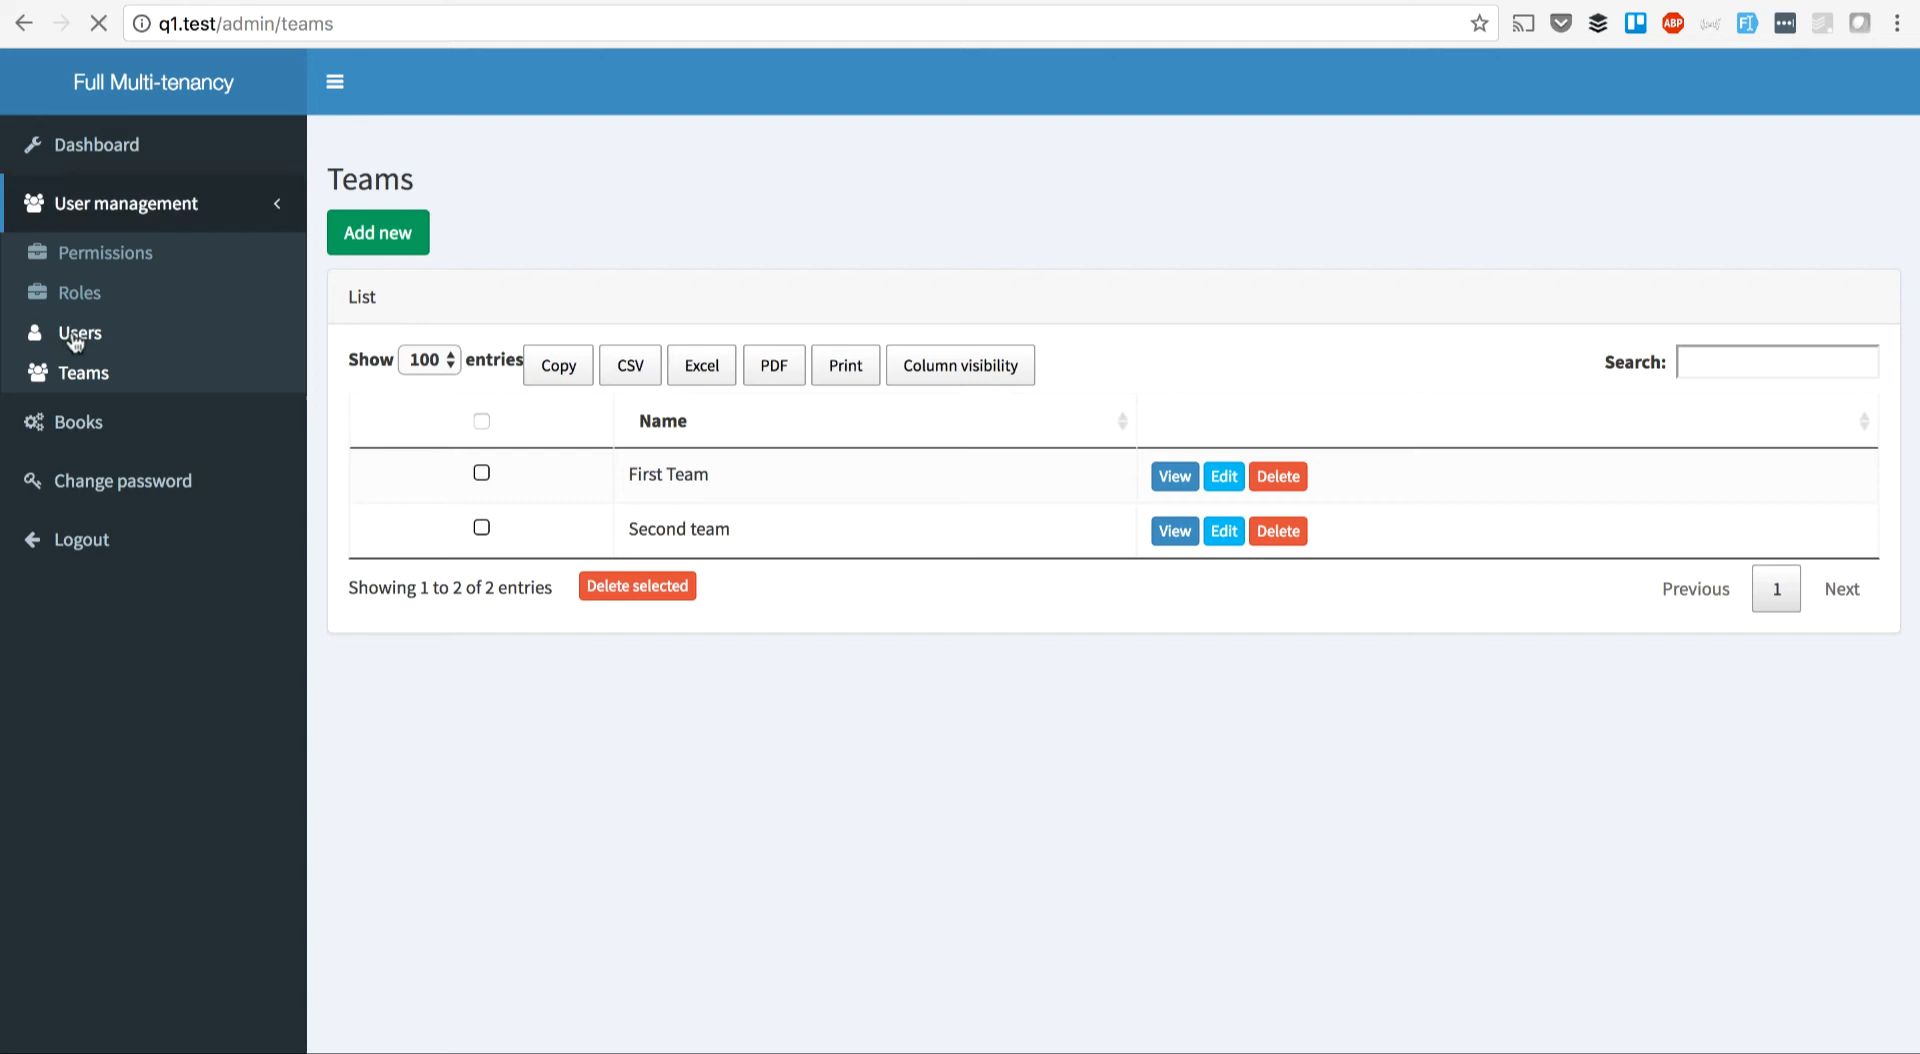 q1.test/admin/teams
ABP
Full Multi-tenancy
Dashboard
User management
Permissions
Roles
Users
Teams
Books
Change password
Logout
Teams
Add new
List
Show 100 entries Copy CSV Excel PDF Print Column visibility Search:
Name
First Team View Edit Delete
Second team View Edit Delete
Showing 1 to 2 of 2 entries Delete selected Previous 1 Next